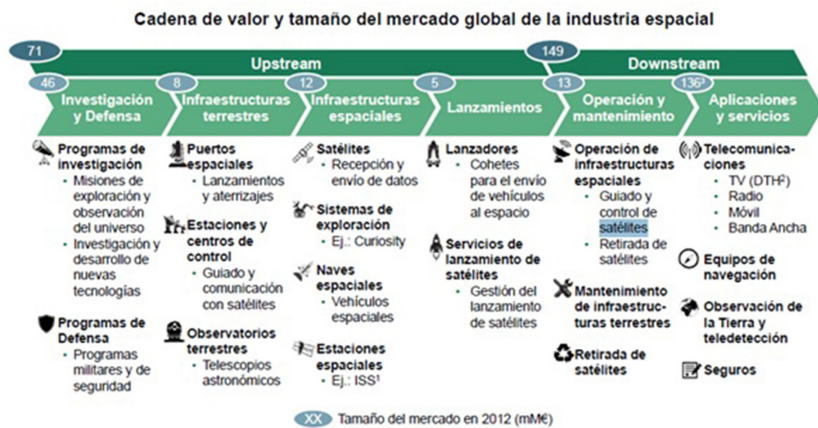 Cadena de valor y tamaño del mercado global de la industria espacial
71
Upstream
149
Downstream
46
Investigación
y Defensa
8
Infraestructuras
terrestres
12
Infraestructuras
espaciales
5
Lanzamientos
13
Operación y
mantenimiento
136³
Aplicaciones
y servicios
Programas de
investigación
• Misiones de
exploración y
observación
del universo
• Investigación y
desarrollo de
nuevas
tecnologías
Programas de
Defensa
• Programas
militares y de
seguridad
Puertos
espaciales
• Lanzamientos
y aterrizajes
Estaciones y
centros de
control
• Guiado y
comunicación
con satélites
Observatorios
terrestres
• Telescopios
astronómicos
Satélites
• Recepción y
envío de datos
Sistemas de
exploración
• Ej.: Curiosity
Naves
espaciales
• Vehículos
espaciales
Estaciones
espaciales
• Ej.: ISS¹
Lanzadores
• Cohetes
para el envío
de vehículos
al espacio
Servicios de
lanzamiento de
satélites
• Gestión del
lanzamiento
de satélites
Operación de
infraestructuras
espaciales
• Guiado y
control de
satélites
• Retirada de
satélites
Mantenimiento
de infraestruc-
turas terrestres
Retirada de
satélites
Telecomunica-
ciones
• TV (DTH²)
• Radio
• Móvil
• Banda Ancha
Equipos de
navegación
Observación de
la Tierra y
teledetección
Seguros
XX Tamaño del mercado en 2012 (mM€)